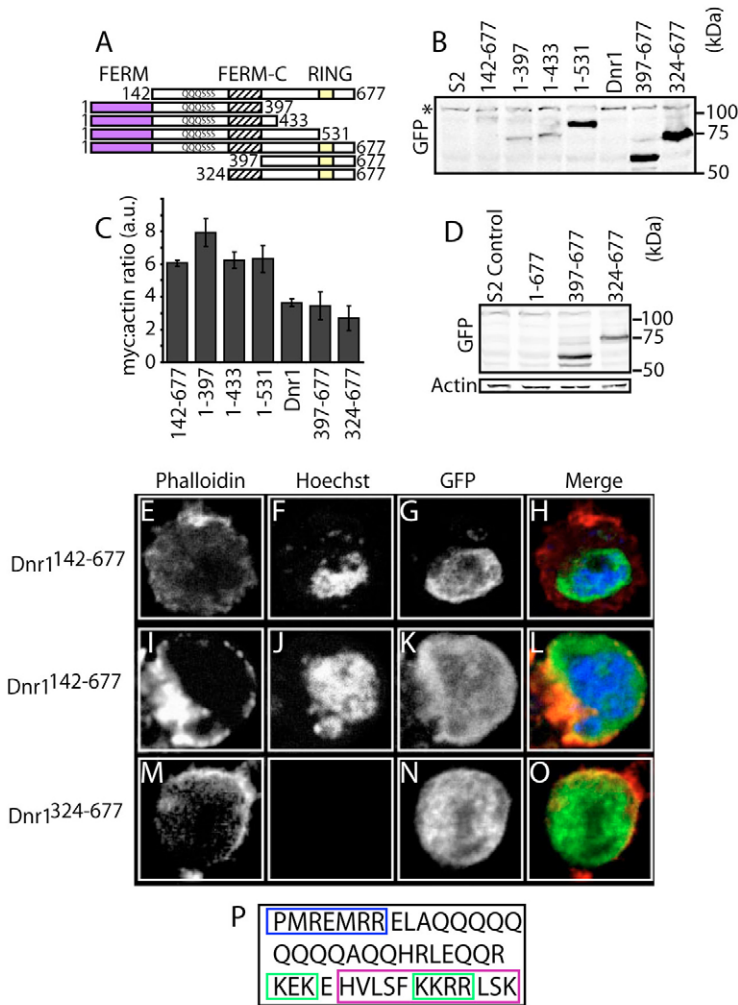 A
FERM FERM-C RING
142 QQQSSS 677
1 QQQSSS 397
1 QQQSSS 433
1 QQQSSS 531
1 QQQSSS 677
397 677
324 677
B
S2 142-677 1-397 1-433 1-531 Dnr1 397-677 324-677 (kDa)
* GFP
100
75
50
C
myc:actin ratio (a.u.)
8
6
4
2
0
142-677 1-397 1-433 1-531 Dnr1 397-677 324-677
D
S2 Control 1-677 397-677 324-677 (kDa)
GFP
100
75
50
Actin
Phalloidin Hoechst GFP Merge
Dnr1142-677 E F G H
Dnr1142-677 I J K L
Dnr1324-677 M N O
P
PMREMRR ELAQQQQQ
QQQQAQQHRLEQQR
KEK E HVLSF KKRR LSK